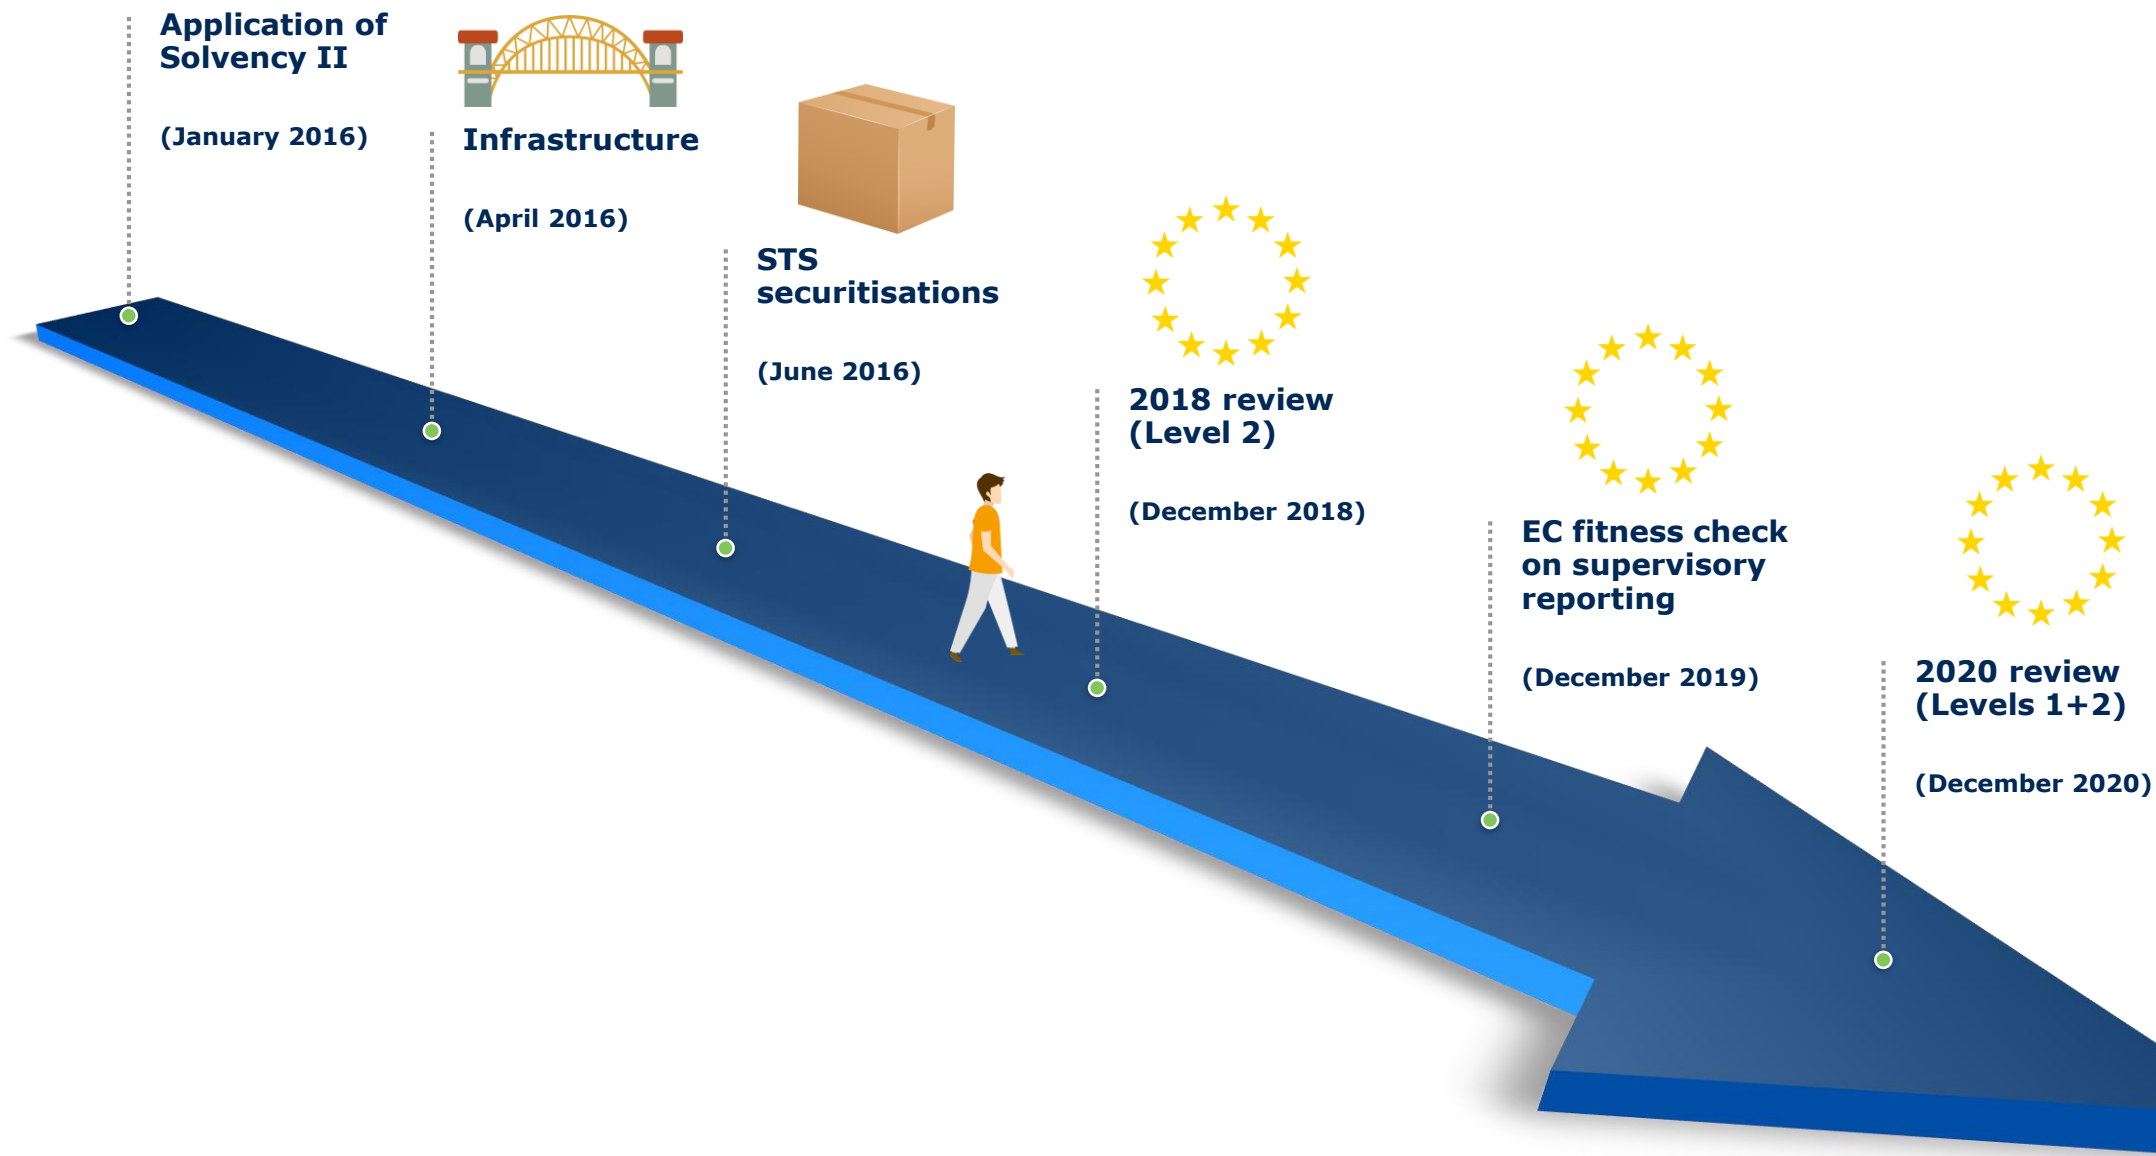 Application of
Solvency II
(January 2016)
Infrastructure
(April 2016)
STS
securitisations
(June 2016)
2018 review
(Level 2)
(December 2018)
EC fitness check
on supervisory
reporting
(December 2019)
2020 review
(Levels 1+2)
(December 2020)